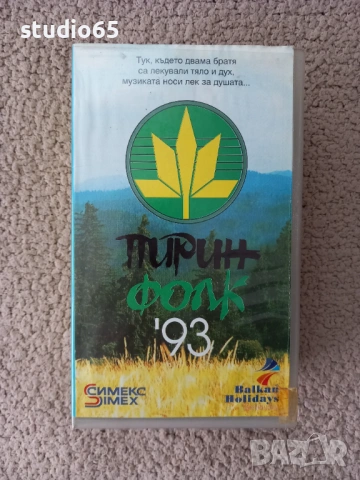 studio65
Тук, където двама братя
са лекували тяло и дух,
музиката носи лек за душата...
ПИРИН
ФОЛК
'93
СИМЕКС
SIMEX
Balkan
Holidays
BAZAR